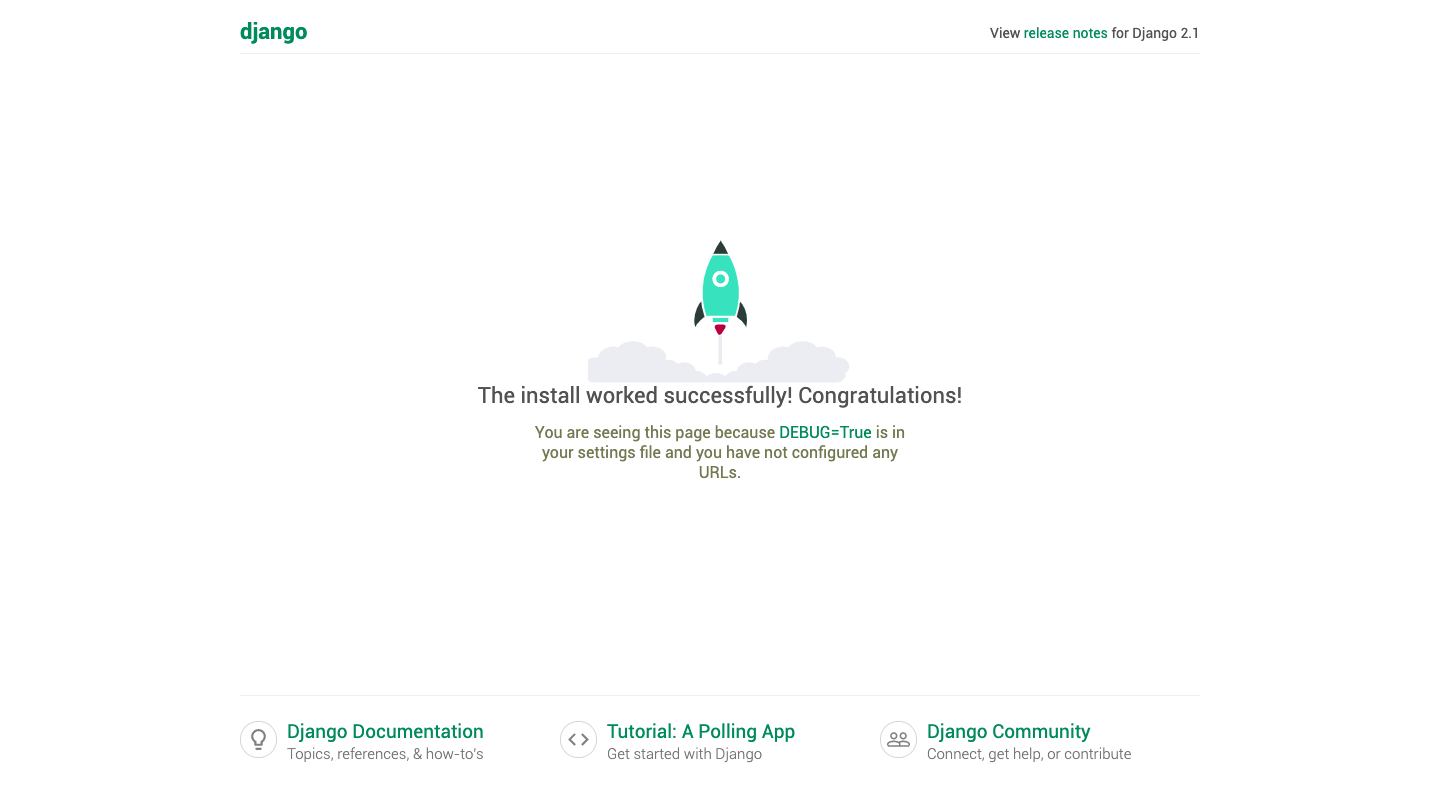 django
View release notes for Django 2.1
The install worked successfully! Congratulations!
You are seeing this page because DEBUG=True is in
your settings file and you have not configured any
URLs.
Django Documentation
Topics, references, & how-to's
Tutorial: A Polling App
Get started with Django
Django Community
Connect, get help, or contribute